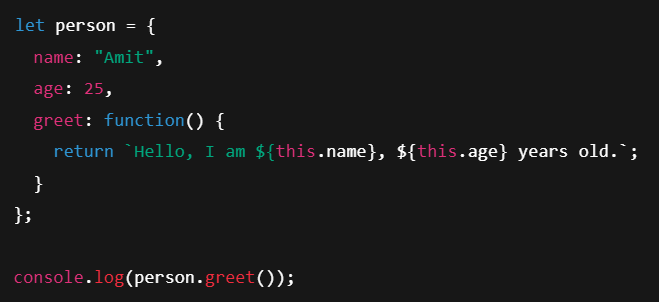 let person = {
  name: "Amit",
  age: 25,
  greet: function() {
    return `Hello, I am ${this.name}, ${this.age} years old.`;
  }
};

console.log(person.greet());